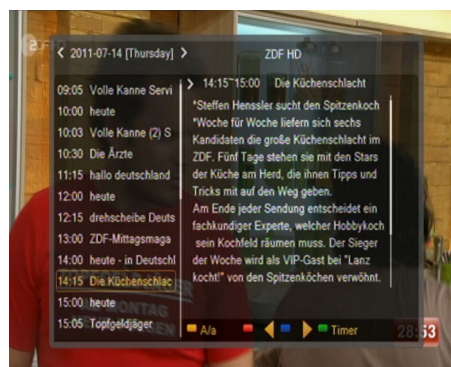 ZDF
< 2011-07-14 [Thursday] >
ZDF HD
09:05 Volle Kanne Servi
10:00 heute
10:03 Volle Kanne (2) S
10:30 Die Ärzte
11:15 hallo deutschland
12:00 heute
12:15 drehscheibe Deuts
13:00 ZDF-Mittagsmaga
14:00 heute - in Deutschl
14:15 Die Küchenschlac
15:00 heute
15:05 Topfgeldjäger
> 14:15~15:00 Die Küchenschlacht
"Steffen Henssler sucht den Spitzenkoch
"Woche für Woche liefern sich sechs
Kandidaten die große Küchenschlacht im
ZDF. Fünf Tage stehen sie mit den Stars
der Küche am Herd, die ihnen Tipps und
Tricks mit auf den Weg geben.
Am Ende jeder Sendung entscheidet ein
fachkundiger Experte, welcher Hobbykoch
sein Kochfeld räumen muss. Der Sieger
der Woche wird als VIP-Gast bei "Lanz
kocht!" von den Spitzenköchen verwöhnt.
MONTAG
A/a
Timer
28:53